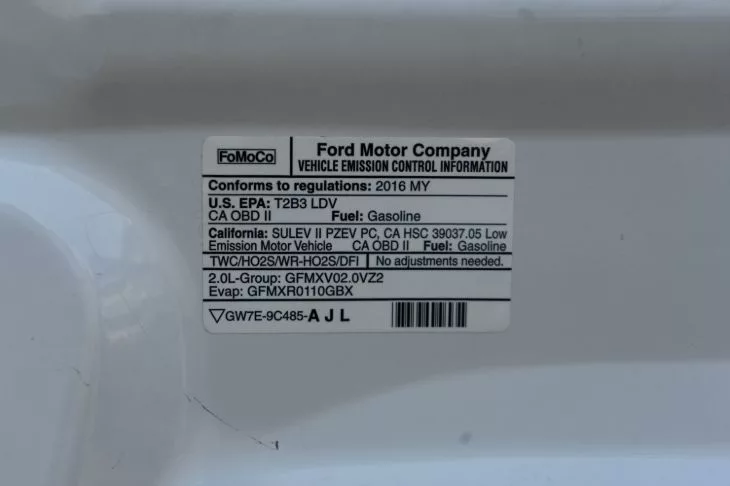 FoMoCo
Ford Motor Company
VEHICLE EMISSION CONTROL INFORMATION
Conforms to regulations: 2016 MY
U.S. EPA: T2B3 LDV
CA OBD II Fuel: Gasoline
California: SULEV II PZEV PC, CA HSC 39037.05 Low
Emission Motor Vehicle CA OBD II Fuel: Gasoline
TWC/HO2S/WR-HO2S/DFI No adjustments needed.
2.0L-Group: GFMXV02.0VZ2
Evap: GFMXR0110GBX
GW7E-9C485-AJL